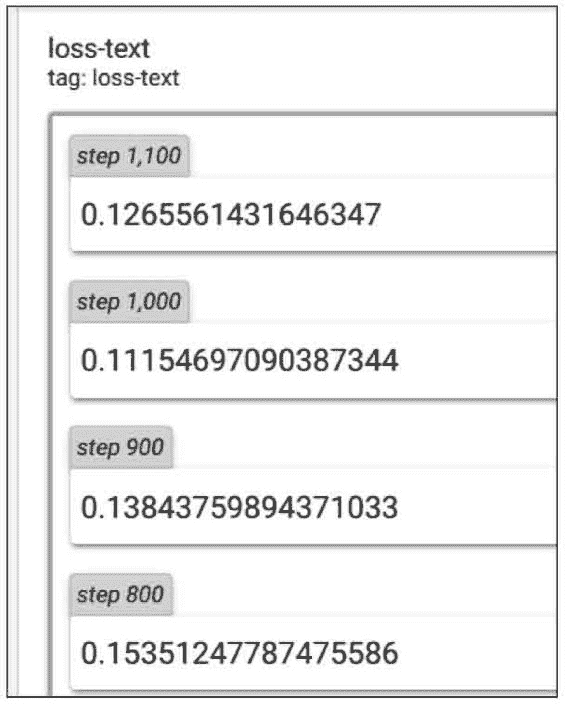 loss-text
tag: loss-text
step 1,100
0.1265561431646347
step 1,000
0.11154697090387344
step 900
0.13843759894371033
step 800
0.15351247787475586